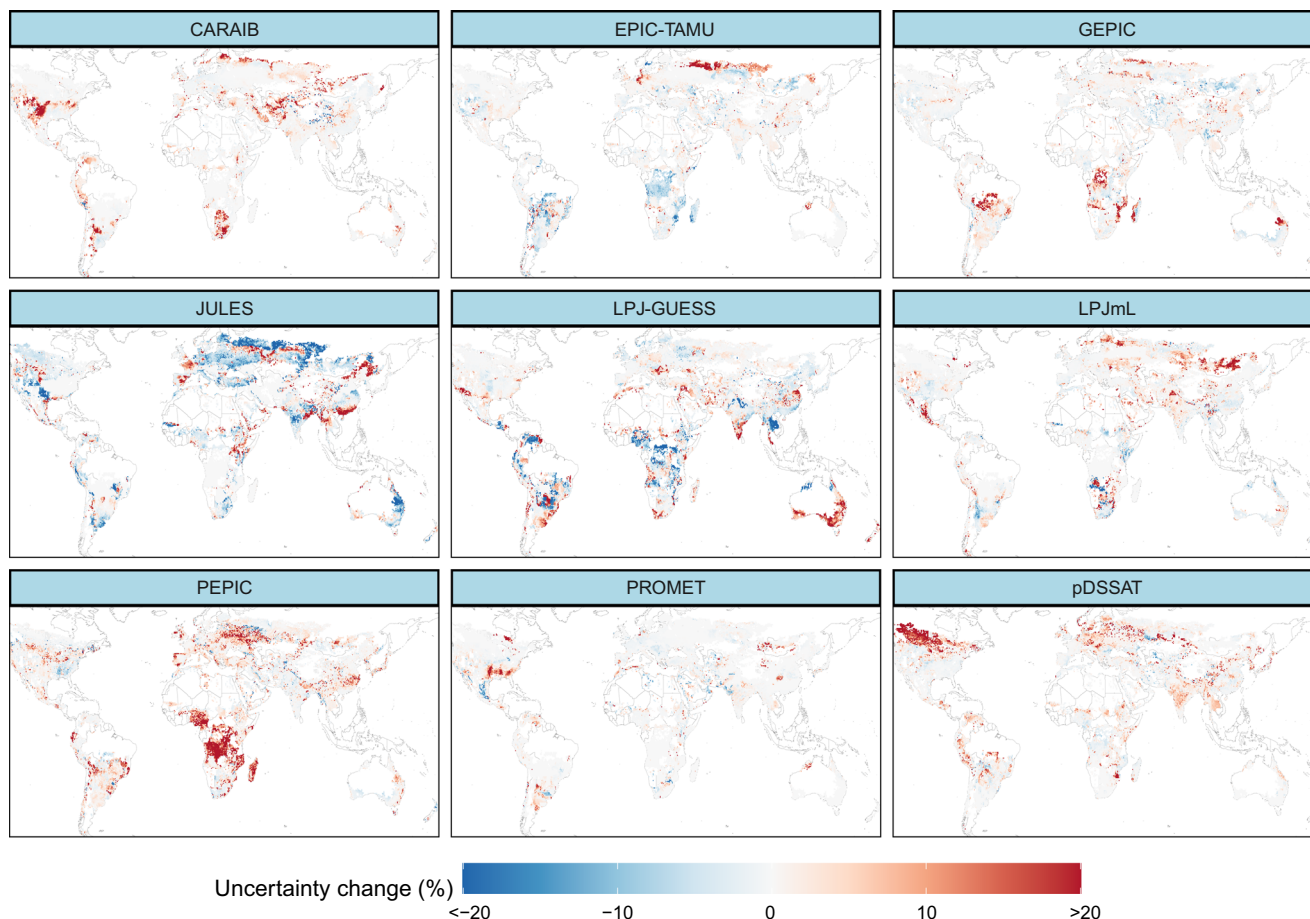 CARAIB
EPIC-TAMU
GEPIC
JULES
LPJ-GUESS
LPJmL
PEPIC
PROMET
pDSSAT
Uncertainty change (%)
<−20 −10 0 10 >20